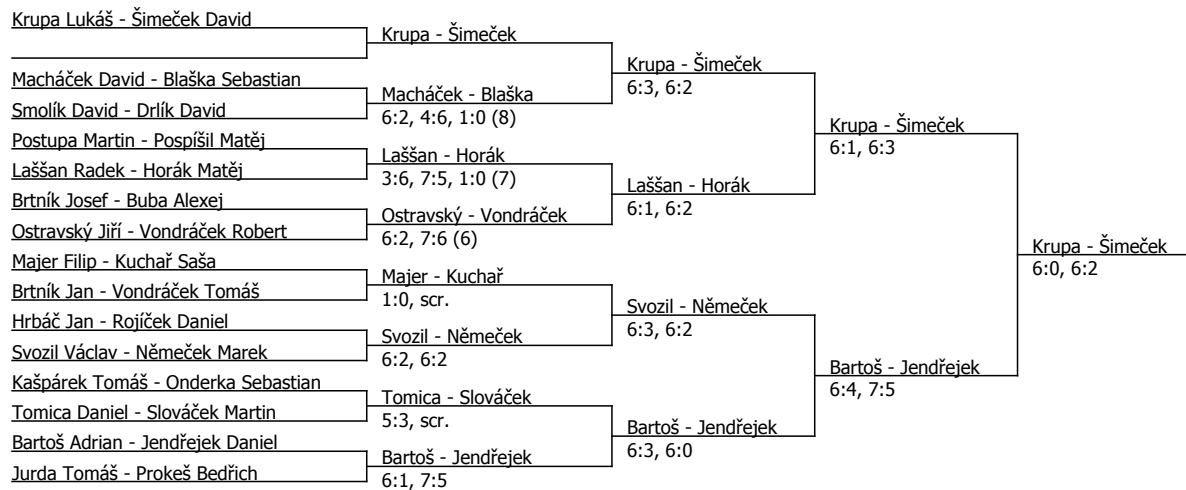 Krupa Lukáš - Šimeček David
Macháček David - Blaška Sebastian
Smolík David - Drlík David
Postupa Martin - Pospíšil Matěj
Laššan Radek - Horák Matěj
Brtník Josef - Buba Alexej
Ostravský Jiří - Vondráček Robert
Majer Filip - Kuchař Saša
Brtník Jan - Vondráček Tomáš
Hrbáč Jan - Rojíček Daniel
Svozil Václav - Němeček Marek
Kašpárek Tomáš - Onderka Sebastian
Tomica Daniel - Slováček Martin
Bartoš Adrian - Jendřejek Daniel
Jurda Tomáš - Prokeš Bedřich
Krupa - Šimeček
Macháček - Blaška
6:2, 4:6, 1:0 (8)
Laššan - Horák
3:6, 7:5, 1:0 (7)
Ostravský - Vondráček
6:2, 7:6 (6)
Majer - Kuchař
1:0, scr.
Svozil - Němeček
6:2, 6:2
Tomica - Slováček
5:3, scr.
Bartoš - Jendřejek
6:1, 7:5
Krupa - Šimeček
6:3, 6:2
Laššan - Horák
6:1, 6:2
Svozil - Němeček
6:3, 6:2
Bartoš - Jendřejek
6:3, 6:0
Krupa - Šimeček
6:1, 6:3
Bartoš - Jendřejek
6:4, 7:5
Krupa - Šimeček
6:0, 6:2